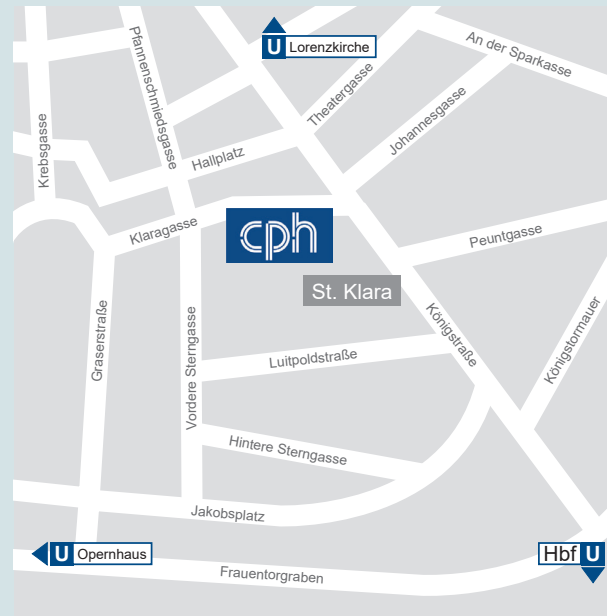 U Lorenzkirche
An der Sparkasse
Pfannenschmiedsgasse
Theatergasse
Johannesgasse
Krebsgasse
Hallplatz
Klaragasse
cph
Peuntgasse
St. Klara
Königstraße
Königstormauer
Graserstraße
Vordere Sterngasse
Luitpoldstraße
Hintere Sterngasse
Jakobsplatz
U Opernhaus
Hbf U
Frauentorgraben